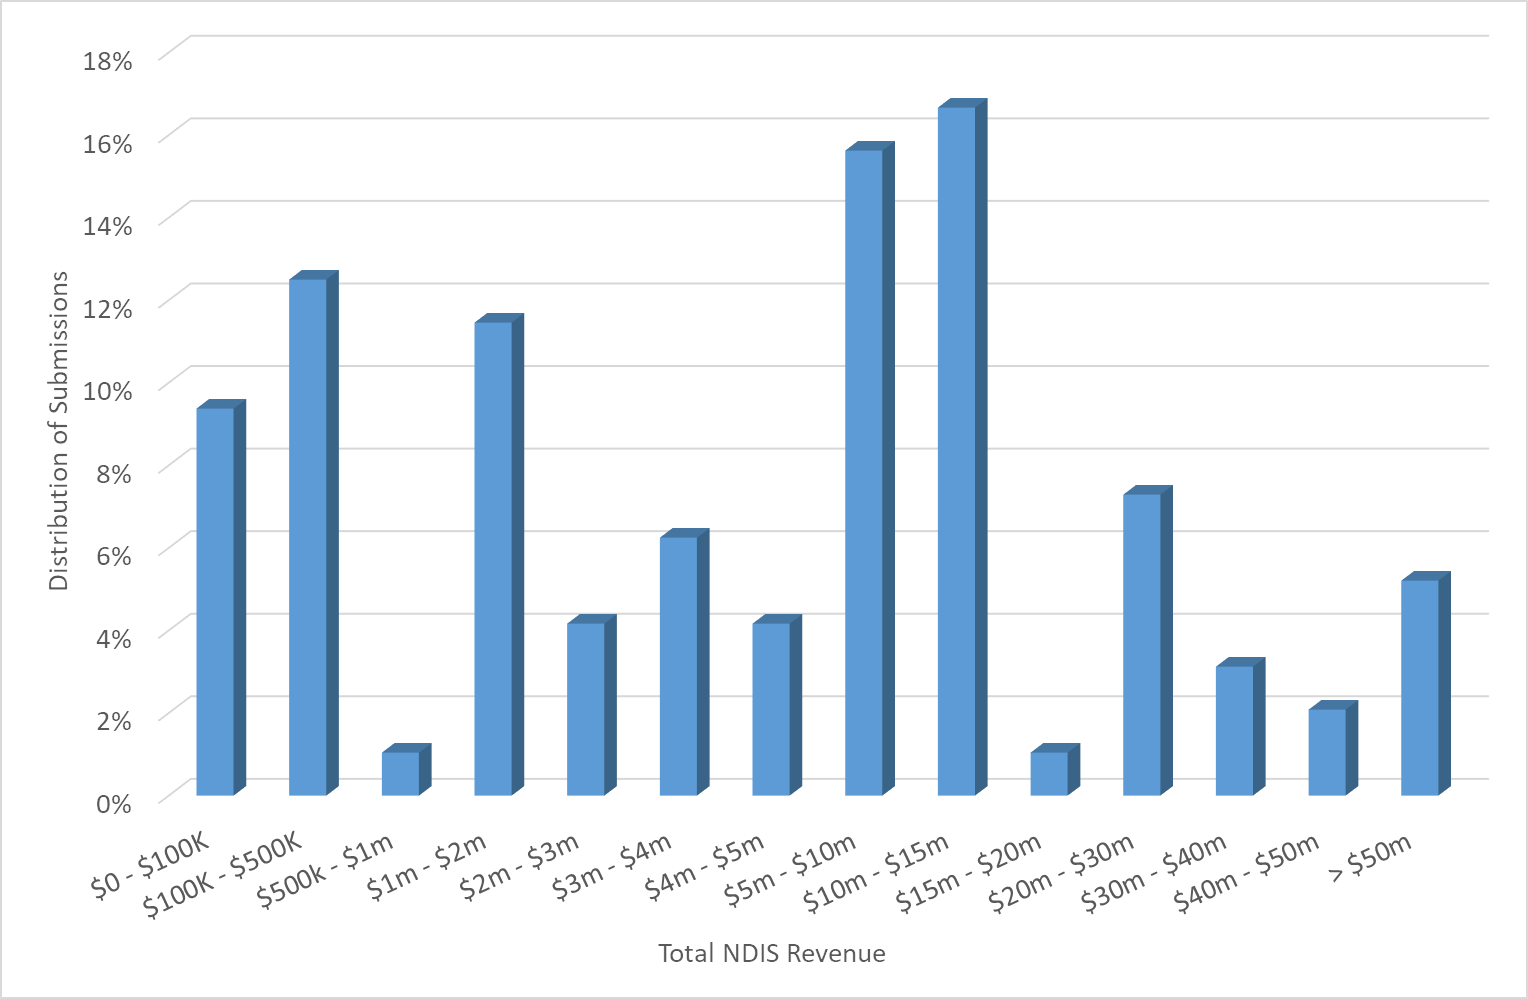 18%
16%
14%
12%
10%
8%
6%
4%
2%
0%
Distribution of Submissions
$0 - $100K
$100K - $500K
$500k - $1m
$1m - $2m
$2m - $3m
$3m - $4m
$4m - $5m
$5m - $10m
$10m - $15m
$15m - $20m
$20m - $30m
$30m - $40m
$40m - $50m
> $50m
Total NDIS Revenue